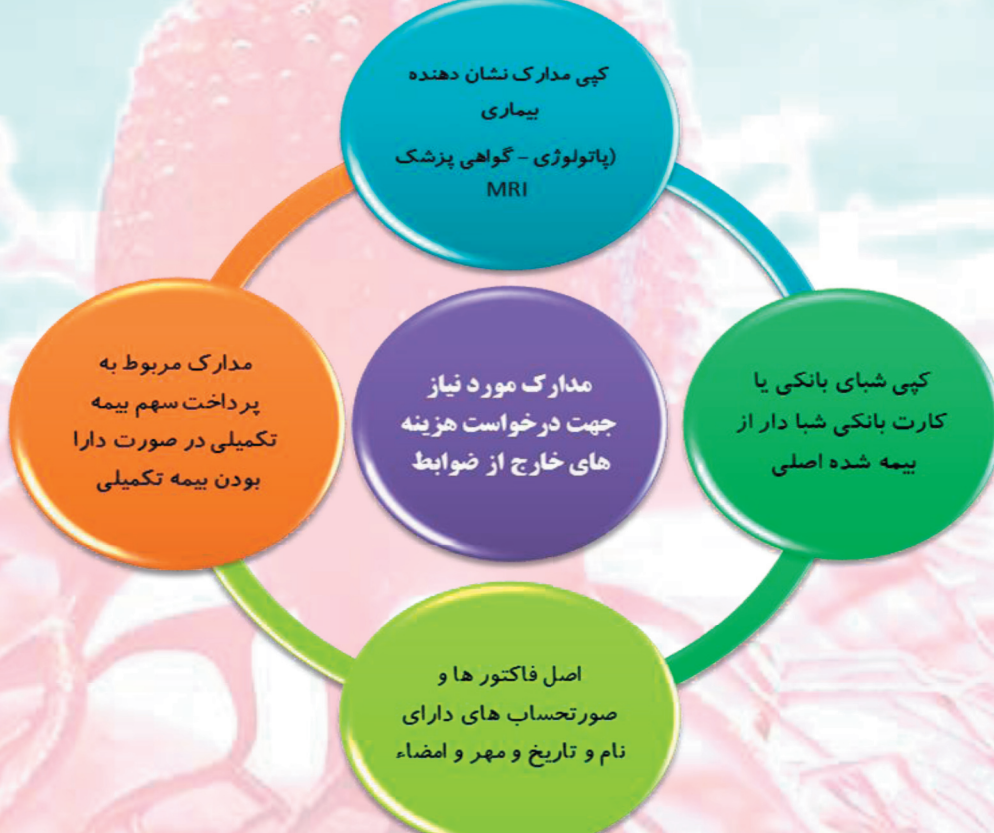 کپی مدارک نشان دهنده
بیماری
(پاتولوژی – گواهی پزشک
MRI
کپی شبای بانکی یا
کارت بانکی شبا دار از
بیمه شده اصلی
مدارک مورد نیاز
جهت درخواست هزینه
های خارج از ضوابط
مدارک مربوط به
پرداخت سهم بیمه
تکمیلی در صورت دارا
بودن بیمه تکمیلی
اصل فاکتور ها و
صورتحساب های دارای
نام و تاریخ و مهر و امضاء